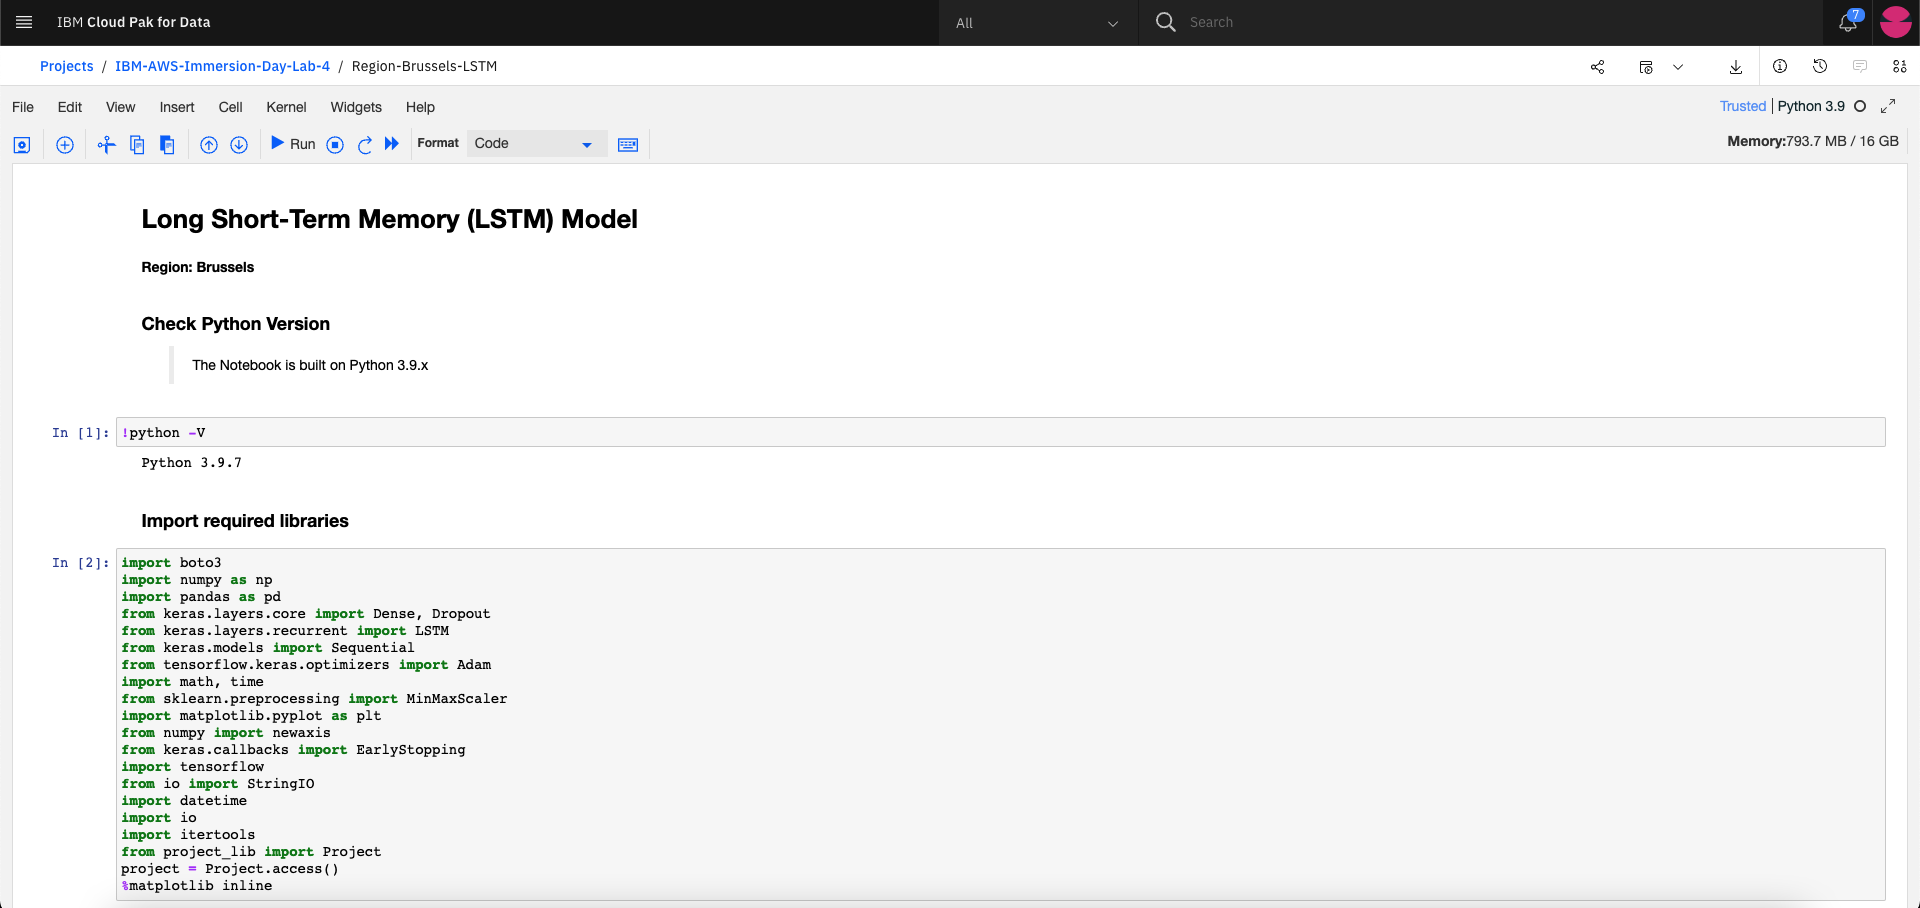 IBM Cloud Pak for Data
All
Search
7
Projects / IBM-AWS-Immersion-Day-Lab-4 / Region-Brussels-LSTM
File Edit View Insert Cell Kernel Widgets Help
Trusted | Python 3.9
Run
Format
Code
Memory:793.7 MB / 16 GB
Long Short-Term Memory (LSTM) Model
Region: Brussels
Check Python Version
The Notebook is built on Python 3.9.x
In [1]: !python -V
Python 3.9.7
Import required libraries
In [2]: import boto3
import numpy as np
import pandas as pd
from keras.layers.core import Dense, Dropout
from keras.layers.recurrent import LSTM
from keras.models import Sequential
from tensorflow.keras.optimizers import Adam
import math, time
from sklearn.preprocessing import MinMaxScaler
import matplotlib.pyplot as plt
from numpy import newaxis
from keras.callbacks import EarlyStopping
import tensorflow
from io import StringIO
import datetime
import io
import itertools
from project_lib import Project
project = Project.access()
%matplotlib inline